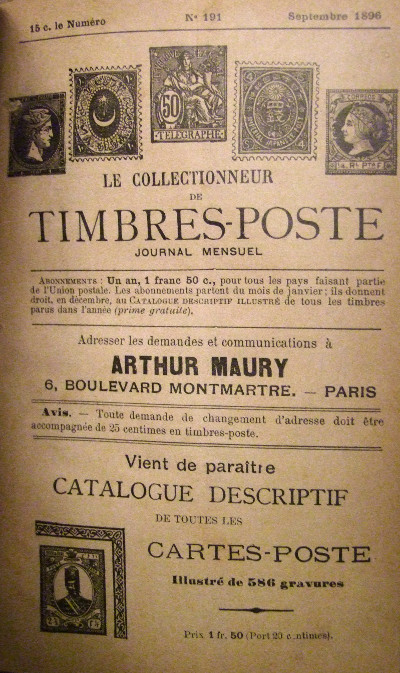 15 c. le Numéro No 191 Septembre 1896
50
TÉLÉGRAPHE
LE COLLECTIONNEUR
DE
TIMBRES-POSTE
JOURNAL MENSUEL
ABONNEMENTS : Un an, 1 franc 50 c., pour tous les pays faisant partie
de l'Union postale. Les abonnements partent du mois de janvier ; ils donnent
droit, en décembre, au CATALOGUE DESCRIPTIF ILLUSTRÉ de tous les timbres
parus dans l'année (prime gratuite).
Adresser les demandes et communications à
ARTHUR MAURY
6, BOULEVARD MONTMARTRE. — PARIS
Avis. — Toute demande de changement d'adresse doit être
accompagnée de 25 centimes en timbres-poste.
Vient de paraître
CATALOGUE DESCRIPTIF
DE TOUTES LES
CARTES-POSTE
Illustré de 586 gravures
Prix 1 fr. 50 (Port 20 centimes).